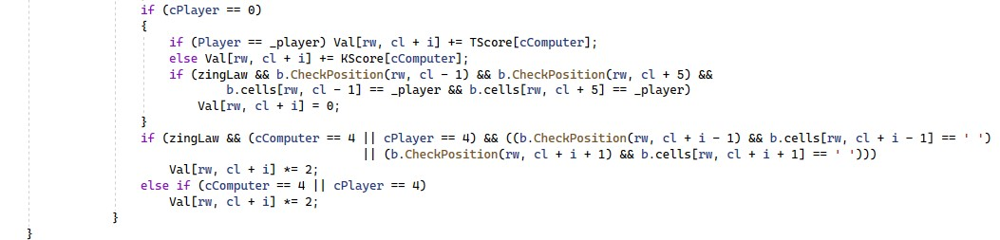 if (cPlayer == 0)
{
if (Player == _player) Val[rw, cl + i] += TScore[cComputer];
else Val[rw, cl + i] += KScore[cComputer];
if (zingLaw && b.CheckPosition(rw, cl - 1) && b.CheckPosition(rw, cl + 5) &&
b.cells[rw, cl - 1] == _player && b.cells[rw, cl + 5] == _player)
Val[rw, cl + i] = 0;
}
if (zingLaw && (cComputer == 4 || cPlayer == 4) && ((b.CheckPosition(rw, cl + i - 1) && b.cells[rw, cl + i - 1] == ' ')
|| (b.CheckPosition(rw, cl + i + 1) && b.cells[rw, cl + i + 1] == ' ')))
Val[rw, cl + i] *= 2;
else if (cComputer == 4 || cPlayer == 4)
Val[rw, cl + i] *= 2;
}
}